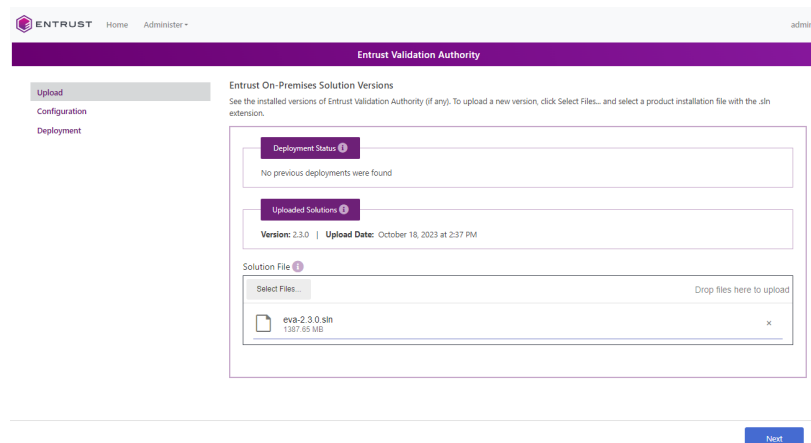 ENTRUST Home Administer admin
Entrust Validation Authority
Upload
Configuration
Deployment
Entrust On-Premises Solution Versions
See the installed versions of Entrust Validation Authority (if any). To upload a new version, click Select Files... and select a product installation file with the .sln
extension.
Deployment Status i
No previous deployments were found
Uploaded Solutions i
Version: 2.3.0 | Upload Date: October 18, 2023 at 2:37 PM
Solution File i
Select Files... Drop files here to upload
eva-2.3.0.sln
1387.65 MB
Next